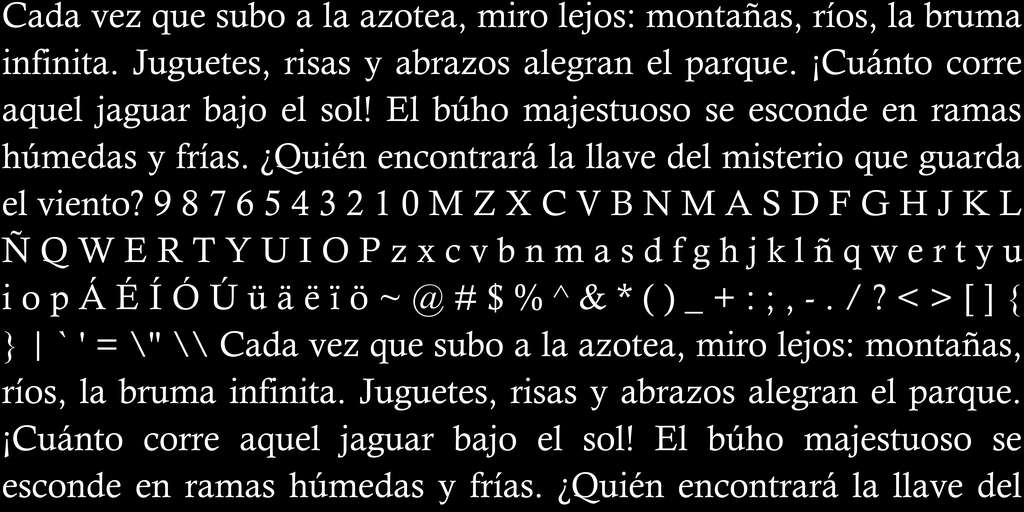 Cada vez que subo a la azotea, miro lejos: montañas, ríos, la bruma
infinita. Juguetes, risas y abrazos alegran el parque. ¡Cuánto corre
aquel jaguar bajo el sol! El búho majestuoso se esconde en ramas
húmedas y frías. ¿Quién encontrará la llave del misterio que guarda
el viento? 9 8 7 6 5 4 3 2 1 0 M Z X C V B N M A S D F G H J K L
Ñ Q W E R T Y U I O P z x c v b n m a s d f g h j k l ñ q w e r t y u
i o p Á É Í Ó Ú ü ä ë ï ö ~ @ # $ % ^ & * ( ) _ + : ; , - . / ? < > [ ] {
} | ` ' = \" \\ Cada vez que subo a la azotea, miro lejos: montañas,
ríos, la bruma infinita. Juguetes, risas y abrazos alegran el parque.
¡Cuánto corre aquel jaguar bajo el sol! El búho majestuoso se
esconde en ramas húmedas y frías. ¿Quién encontrará la llave del